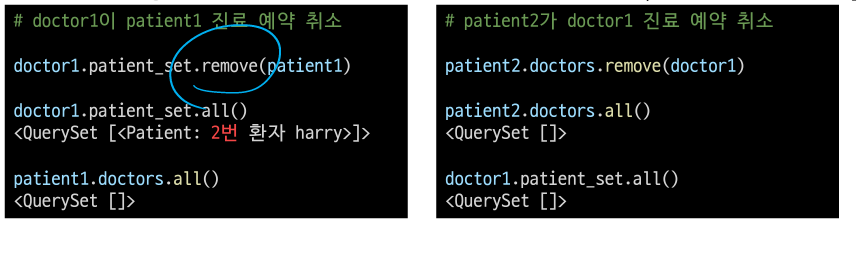 # doctor1이 patient1 진료 예약 취소
doctor1.patient_set.remove(patient1)
doctor1.patient_set.all()
<QuerySet [<Patient: 2번 환자 harry>]>
patient1.doctors.all()
<QuerySet []>
# patient2가 doctor1 진료 예약 취소
patient2.doctors.remove(doctor1)
patient2.doctors.all()
<QuerySet []>
doctor1.patient_set.all()
<QuerySet []>